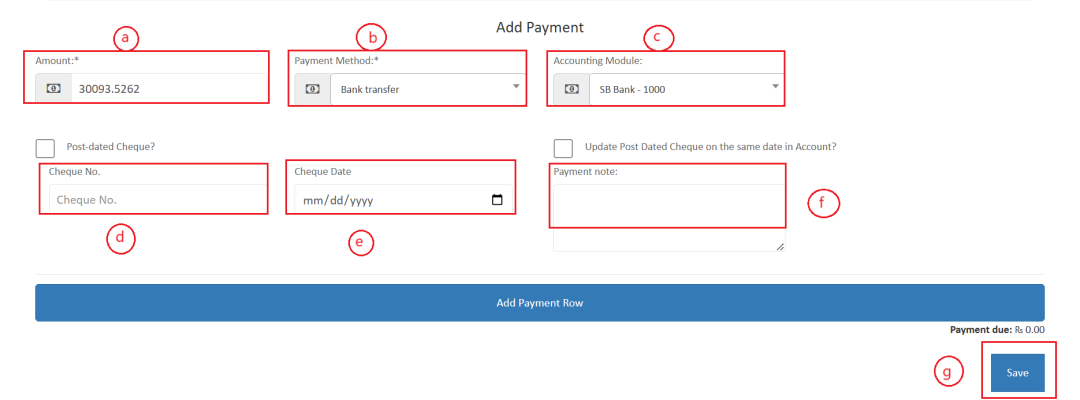 Add Payment
a
b
c
Amount:*
Payment Method:*
Accounting Module:
30093.5262
Bank transfer
SB Bank - 1000
Post-dated Cheque?
Update Post Dated Cheque on the same date in Account?
Cheque No.
Cheque Date
Payment note:
Cheque No.
mm/dd/yyyy
f
d
e
Add Payment Row
Payment due: ₨ 0.00
g
Save